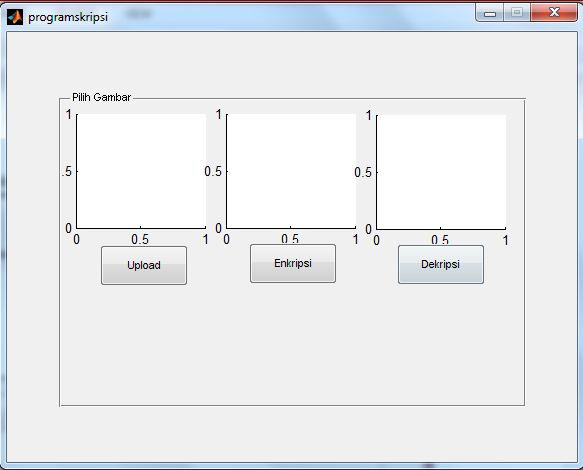 programskripsi
Pilih Gambar
1 1 1
.5 0.5 0.5
0 0 0
0 0.5 1 0 0.5 1 0 0.5 1
Upload Enkripsi Dekripsi